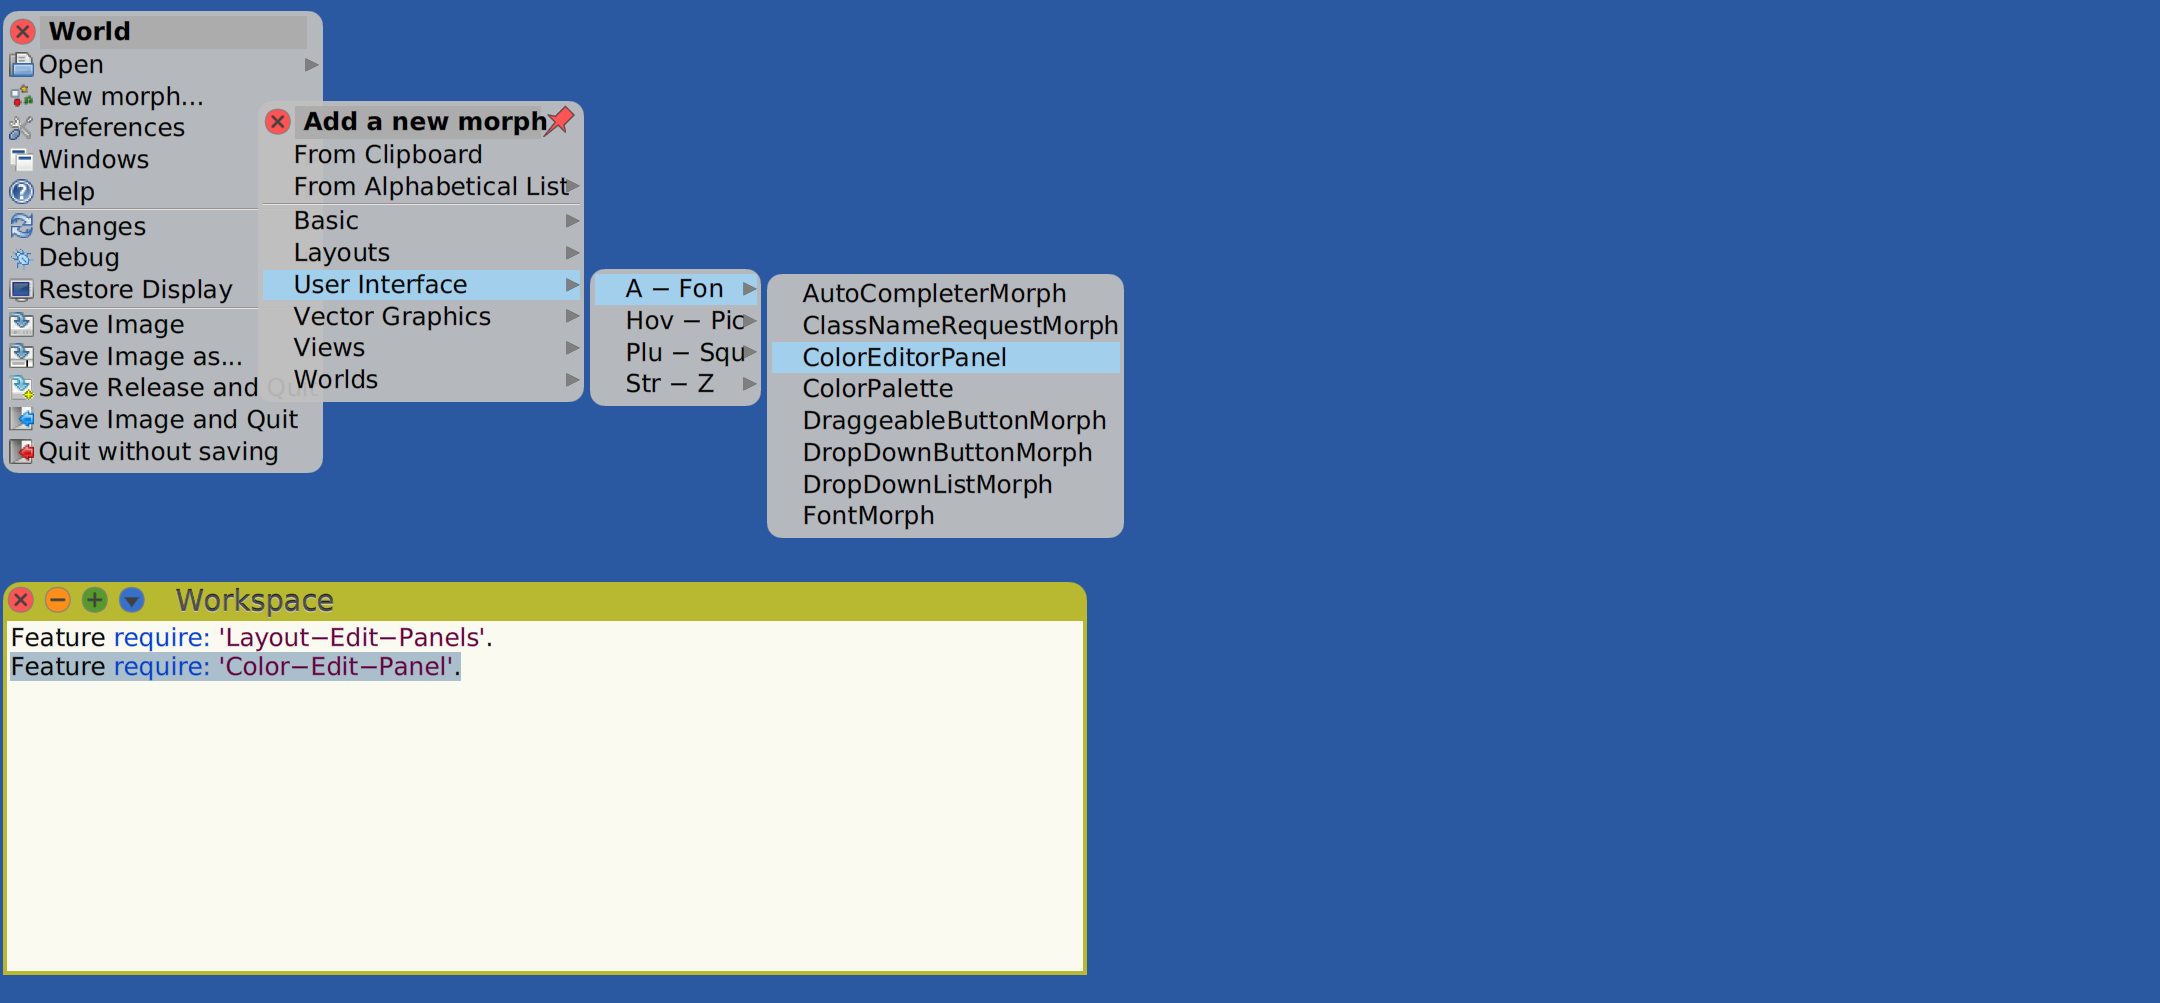 World
Open
New morph...
Preferences
Windows
Help
Changes
Debug
Restore Display
Save Image
Save Image as...
Save Release and Quit
Save Image and Quit
Quit without saving
Add a new morph
From Clipboard
From Alphabetical List
Basic
Layouts
User Interface
Vector Graphics
Views
Worlds
A − Fon
Hov − Pic
Plu − Squ
Str − Z
AutoCompleterMorph
ClassNameRequestMorph
ColorEditorPanel
ColorPalette
DraggeableButtonMorph
DropDownButtonMorph
DropDownListMorph
FontMorph
Workspace
Feature require: 'Layout−Edit−Panels'.
Feature require: 'Color−Edit−Panel'.